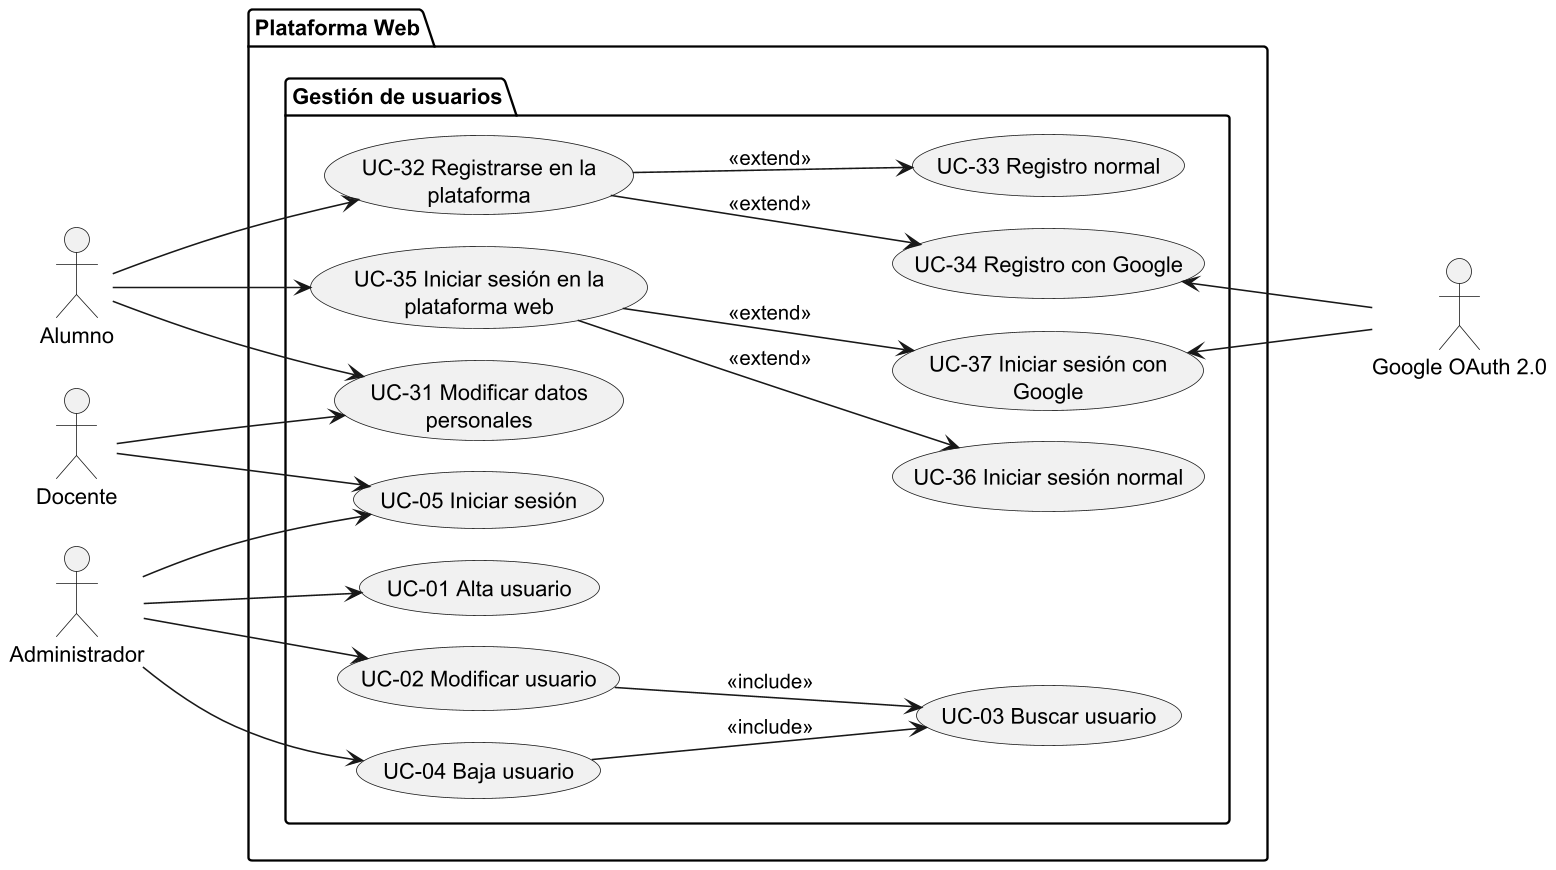 Plataforma Web
Gestión de usuarios
UC-32 Registrarse en la
plataforma
«extend»
UC-33 Registro normal
«extend»
UC-34 Registro con Google
Alumno
UC-35 Iniciar sesión en la
plataforma web
«extend»
UC-37 Iniciar sesión con
Google
Google OAuth 2.0
«extend»
UC-36 Iniciar sesión normal
UC-31 Modificar datos
personales
Docente
UC-05 Iniciar sesión
UC-01 Alta usuario
Administrador
UC-02 Modificar usuario
«include»
UC-03 Buscar usuario
«include»
UC-04 Baja usuario